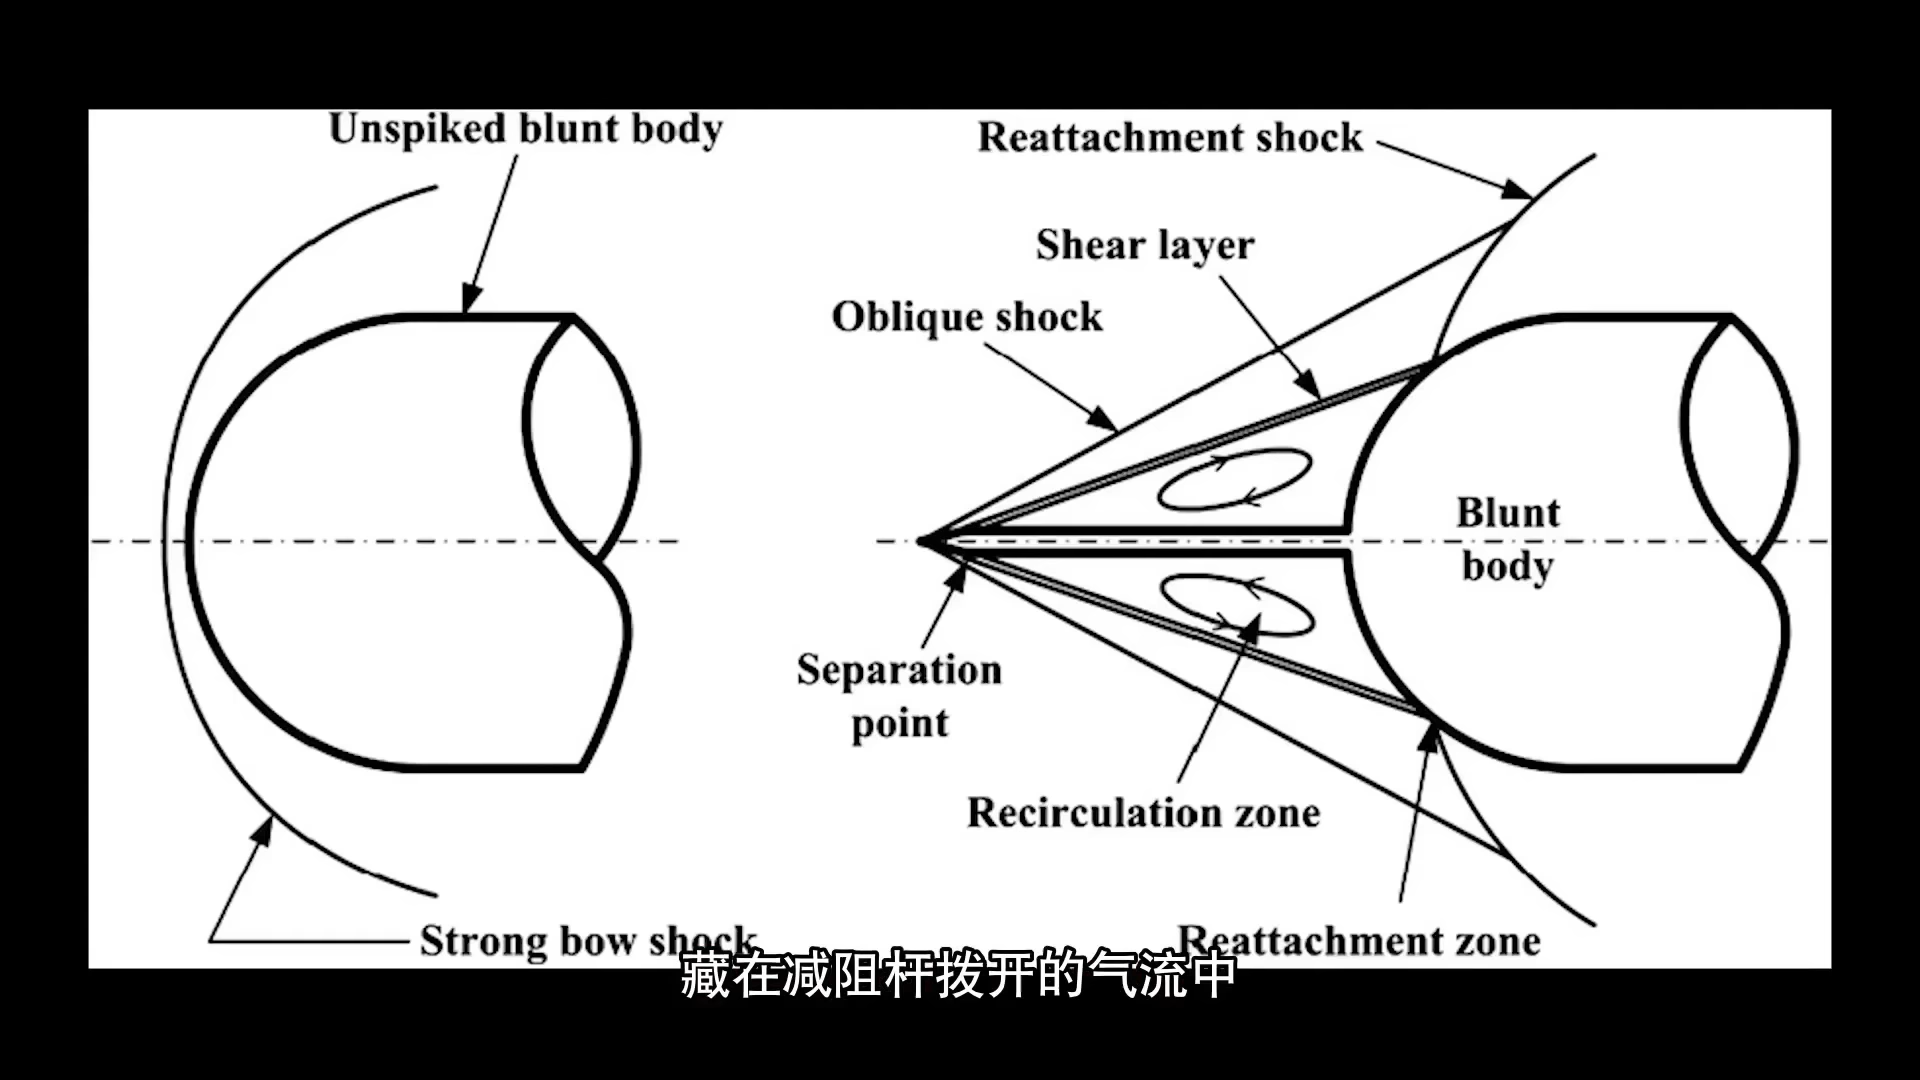 Unspiked blunt body
Reattachment shock
Shear layer
Oblique shock
Blunt
body
Separation
point
Recirculation zone
Strong bow shock
Reattachment zone
藏在减阻杆拨开的气流中